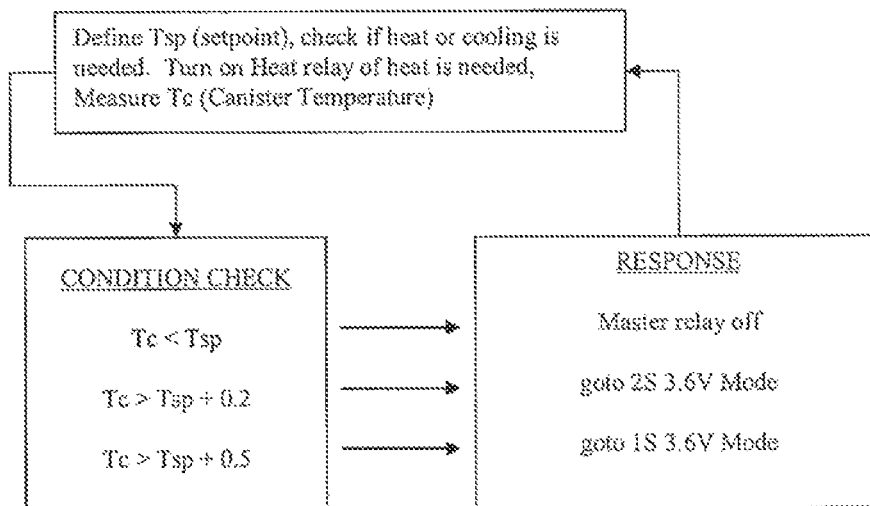 Define Tsp (setpoint), check if heat or cooling is
needed. Turn on Heat relay of heat is needed,
Measure Tc (Canister Temperature)
CONDITION CHECK
Tc < Tsp
Tc > Tsp + 0.2
Tc > Tsp + 0.5
RESPONSE
Master relay off
goto 2S 3.6V Mode
goto 1S 3.6V Mode